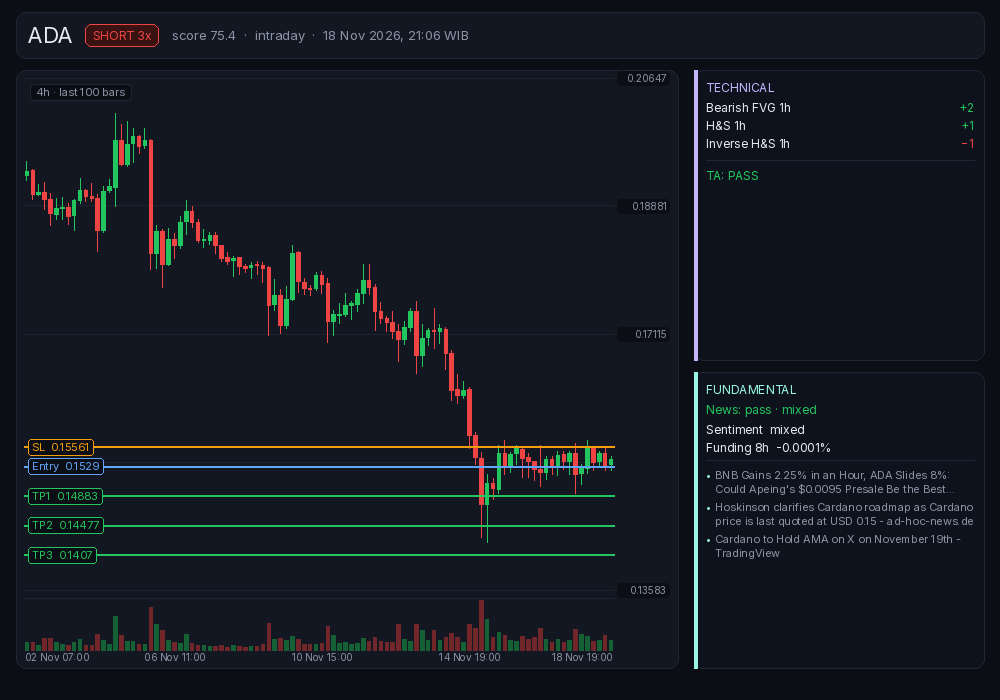 ADA SHORT 3x score 75.4 · intraday · 18 Nov 2026, 21:06 WIB
4h · last 100 bars
0.20647
0.18881
0.17115
0.13583
SL 0.15561
Entry 0.1529
TP1 0.14883
TP2 0.14477
TP3 0.1407
02 Nov 07:00 06 Nov 11:00 10 Nov 15:00 14 Nov 19:00 18 Nov 19:00
TECHNICAL
Bearish FVG 1h +2
H&S 1h +1
Inverse H&S 1h −1
TA: PASS
FUNDAMENTAL
News: pass · mixed
Sentiment mixed
Funding 8h -0.0001%
• BNB Gains 2.25% in an Hour, ADA Slides 8%:
Could Apeing's $0.0095 Presale Be the Best...
• Hoskinson clarifies Cardano roadmap as Cardano
price is last quoted at USD 0.15 - ad-hoc-news.de
• Cardano to Hold AMA on X on November 19th -
TradingView